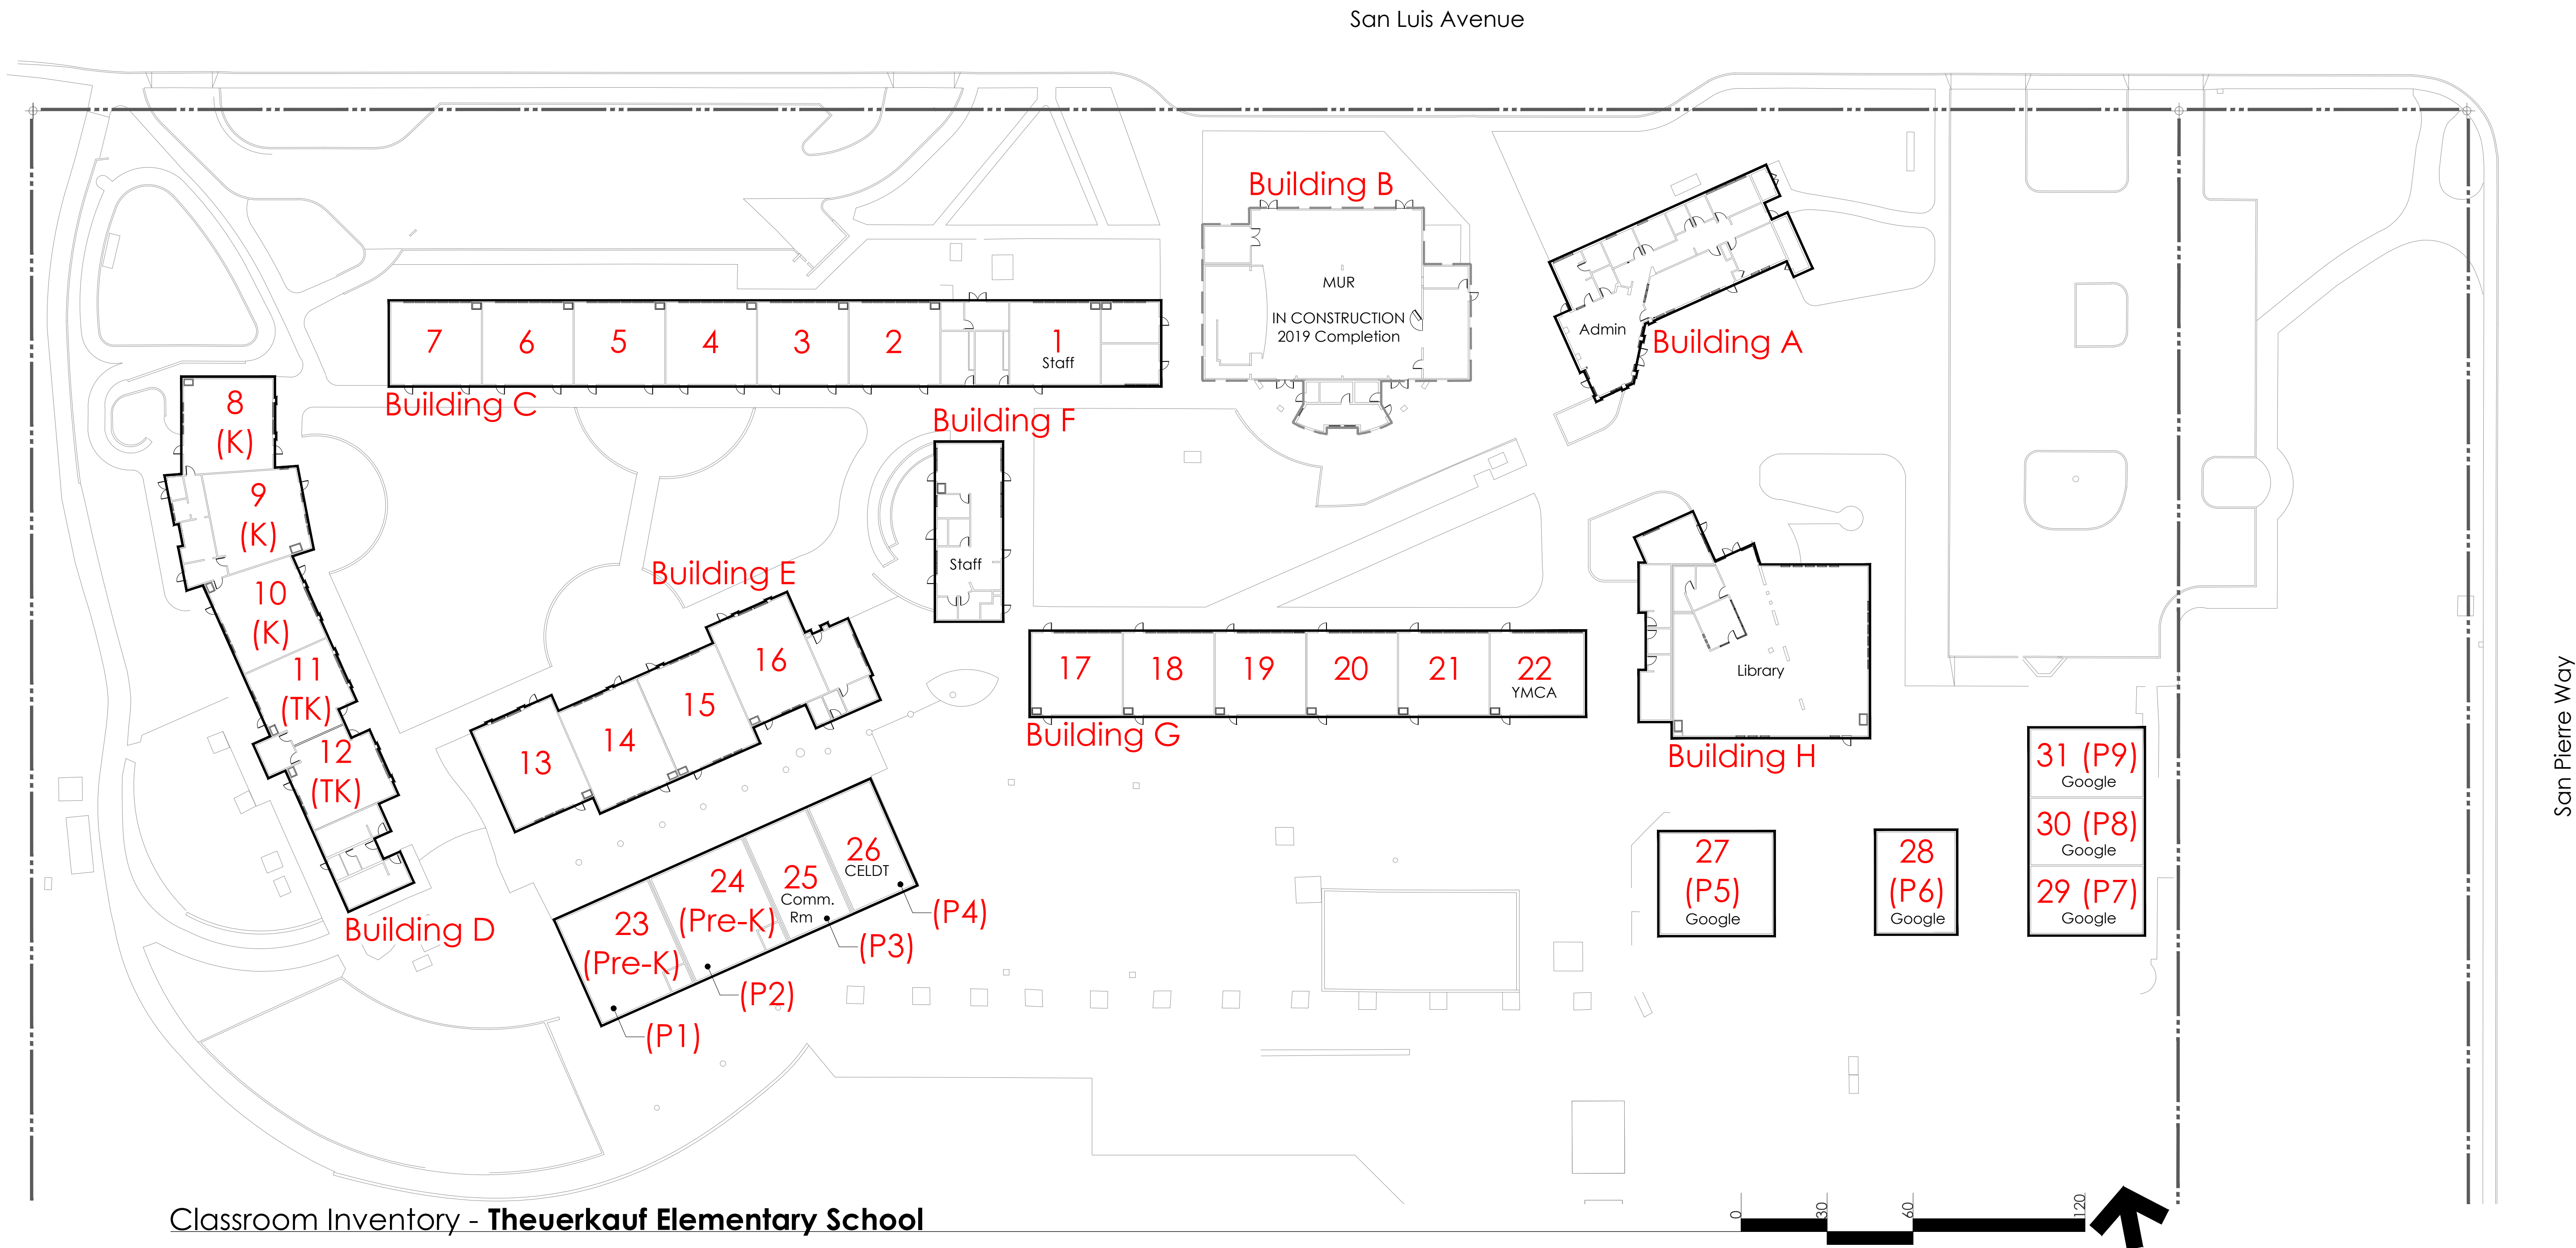 San Luis Avenue
Building B
MUR
IN CONSTRUCTION
2019 Completion
Admin
Building A
7
6
5
4
3
2
1
Staff
Building C
Building F
Staff
8
(K)
9
(K)
10
(K)
11
(TK)
12
(TK)
Building D
Building E
13
14
15
16
17
18
19
20
21
22
YMCA
Building G
Library
Building H
San Pierre Way
23
(Pre-K)
24
(Pre-K)
25
Comm.
Rm
26
CELDT
(P1)
(P2)
(P3)
(P4)
27
(P5)
Google
28
(P6)
Google
31 (P9)
Google
30 (P8)
Google
29 (P7)
Google
Classroom Inventory - Theuerkauf Elementary School
0
30
60
120